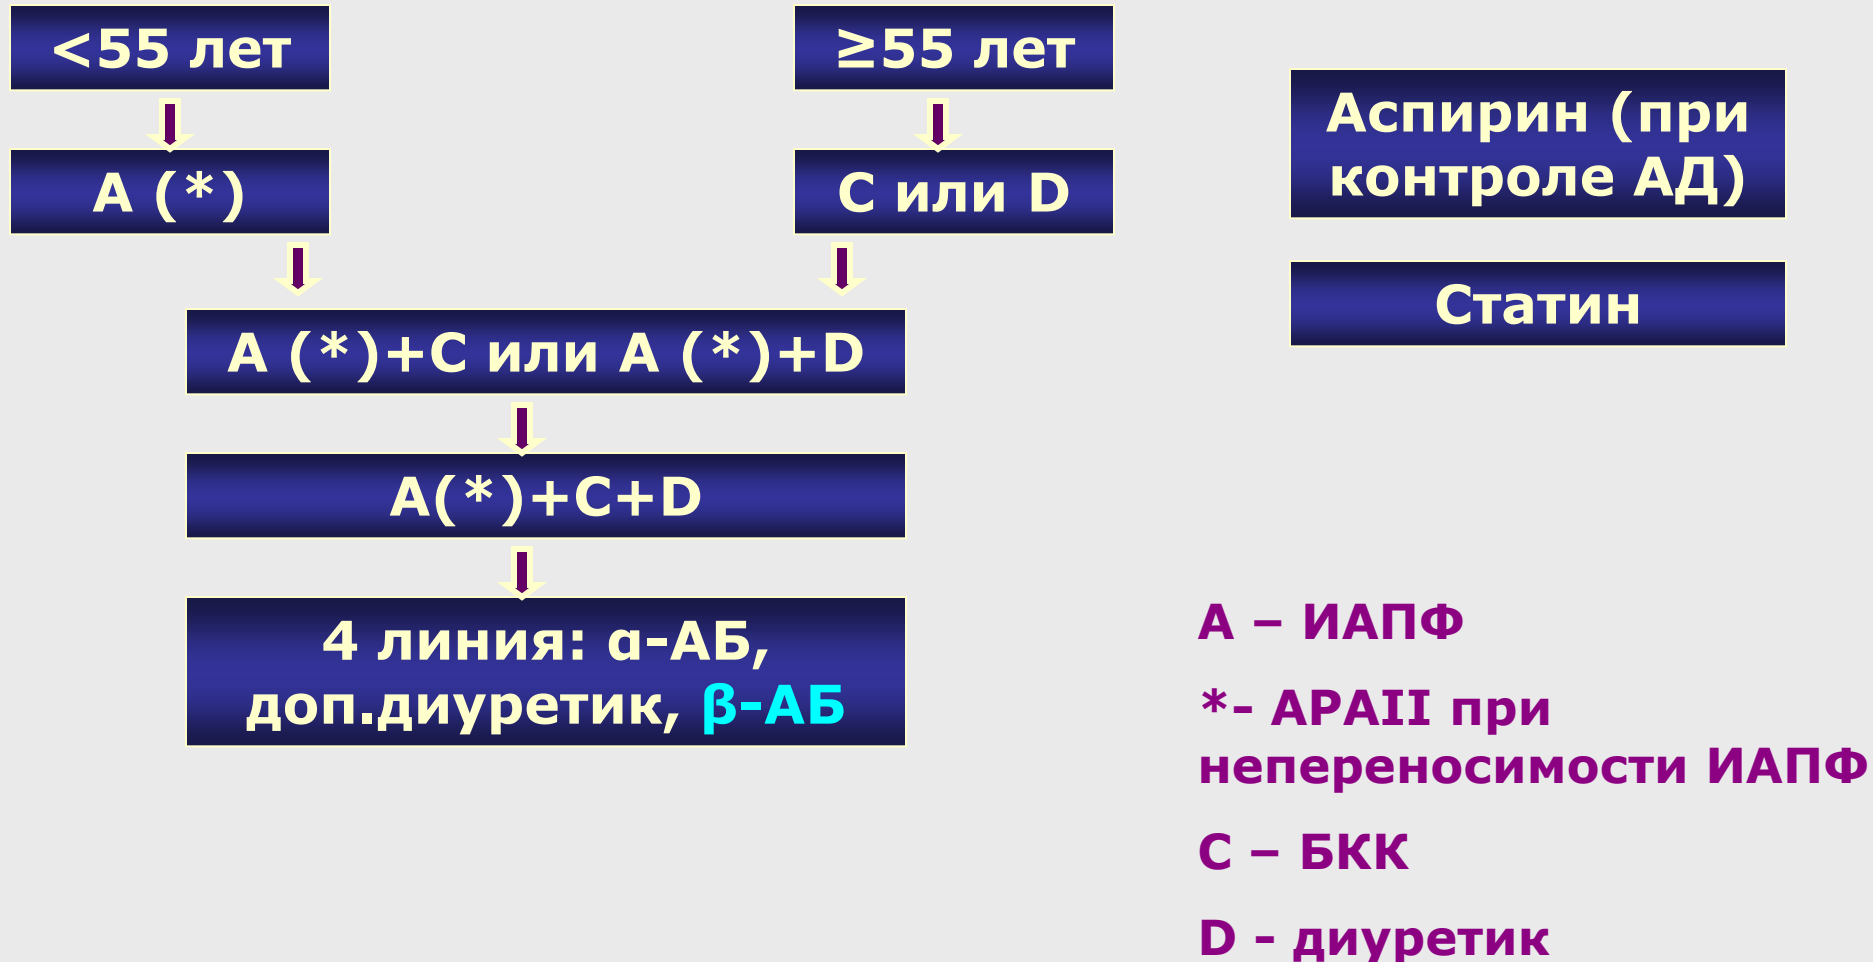 <55 лет
≥55 лет
А (*)
С или D
А (*)+С или А (*)+D
А(*)+С+D
4 линия: α-АБ,
доп.диуретик, β-АБ
Аспирин (при
контроле АД)
Статин
А – ИАПФ
*- АРАII при
непереносимости ИАПФ
С – БКК
D - диуретик